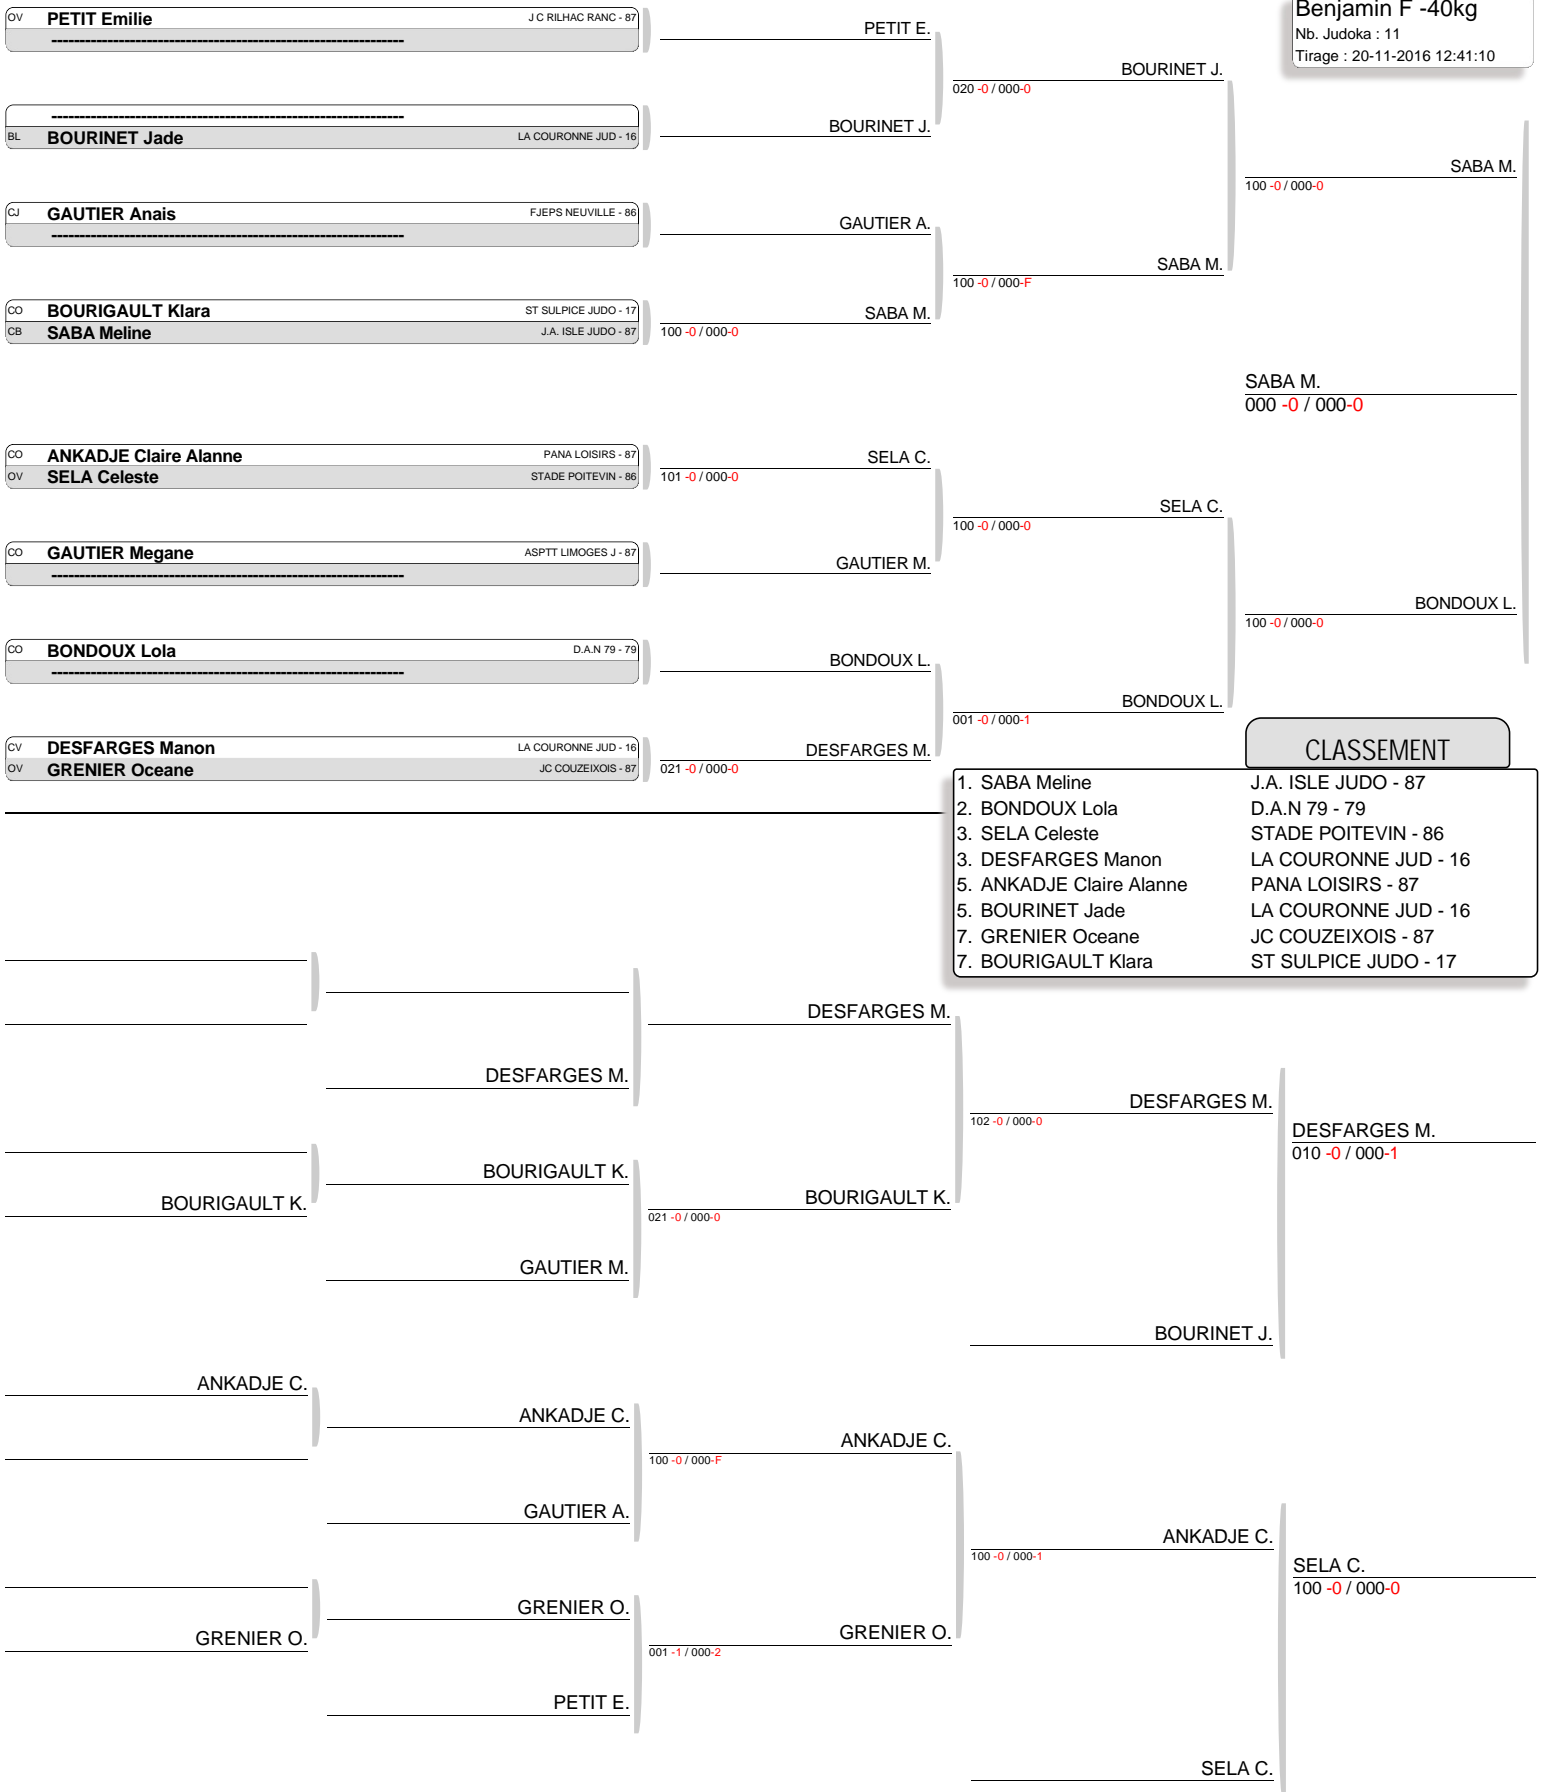 Benjamin F -40kg
Nb. Judoka : 11
Tirage : 20-11-2016 12:41:10
OV PETIT Emilie J C RILHAC RANC - 87
----------------------------------------------------------------
PETIT E.
BOURINET J.
020 -0 / 000-0
----------------------------------------------------------------
BL BOURINET Jade LA COURONNE JUD - 16
BOURINET J.
SABA M.
100 -0 / 000-0
CJ GAUTIER Anais FJEPS NEUVILLE - 86
----------------------------------------------------------------
GAUTIER A.
SABA M.
100 -0 / 000-F
CO BOURIGAULT Klara ST SULPICE JUDO - 17
CB SABA Meline J.A. ISLE JUDO - 87
SABA M.
100 -0 / 000-0
SABA M.
000 -0 / 000-0
CO ANKADJE Claire Alanne PANA LOISIRS - 87
OV SELA Celeste STADE POITEVIN - 86
SELA C.
101 -0 / 000-0
SELA C.
100 -0 / 000-0
CO GAUTIER Megane ASPTT LIMOGES J - 87
----------------------------------------------------------------
GAUTIER M.
BONDOUX L.
100 -0 / 000-0
CO BONDOUX Lola D.A.N 79 - 79
----------------------------------------------------------------
BONDOUX L.
BONDOUX L.
001 -0 / 000-1
CV DESFARGES Manon LA COURONNE JUD - 16
OV GRENIER Oceane JC COUZEIXOIS - 87
DESFARGES M.
021 -0 / 000-0
CLASSEMENT
1. SABA Meline J.A. ISLE JUDO - 87
2. BONDOUX Lola D.A.N 79 - 79
3. SELA Celeste STADE POITEVIN - 86
3. DESFARGES Manon LA COURONNE JUD - 16
5. ANKADJE Claire Alanne PANA LOISIRS - 87
5. BOURINET Jade LA COURONNE JUD - 16
7. GRENIER Oceane JC COUZEIXOIS - 87
7. BOURIGAULT Klara ST SULPICE JUDO - 17
DESFARGES M.
DESFARGES M.
DESFARGES M.
102 -0 / 000-0
DESFARGES M.
010 -0 / 000-1
BOURIGAULT K.
BOURIGAULT K.
BOURIGAULT K.
021 -0 / 000-0
GAUTIER M.
BOURINET J.
ANKADJE C.
ANKADJE C.
ANKADJE C.
100 -0 / 000-F
GAUTIER A.
ANKADJE C.
100 -0 / 000-1
SELA C.
100 -0 / 000-0
GRENIER O.
GRENIER O.
GRENIER O.
001 -1 / 000-2
PETIT E.
SELA C.